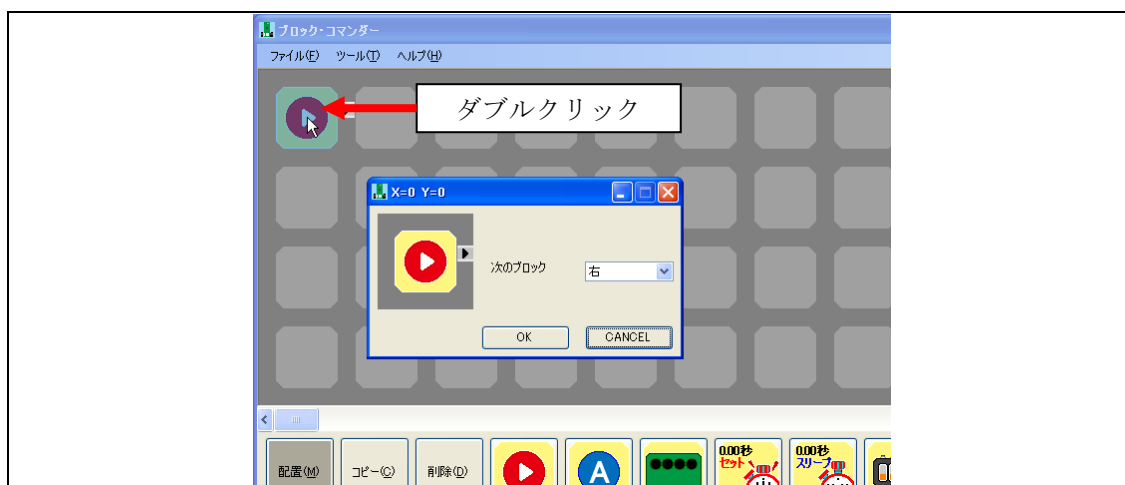 ブロック・コマンダー
ファイル(F) ツール(T) ヘルプ(H)
ダブルクリック
X=0 Y=0
次のブロック 右
OK CANCEL
配置(M) コピー(C) 削除(D) A 0.00秒 セット 0.00秒 スリープ